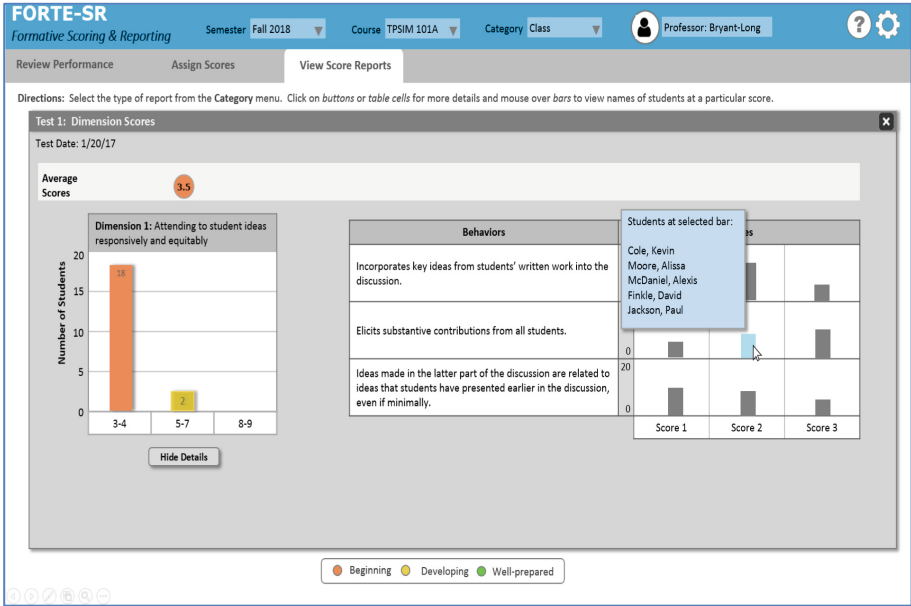 FORTE-SR
Formative Scoring & Reporting
Semester Fall 2018
Course TPSIM 101A
Category Class
Professor: Bryant-Long
?
Review Performance
Assign Scores
View Score Reports
Directions: Select the type of report from the Category menu. Click on buttons or table cells for more details and mouse over bars to view names of students at a particular score.
Test 1: Dimension Scores
X
Test Date: 1/20/17
Average
Scores
3.5
Dimension 1: Attending to student ideas
responsively and equitably
Number of Students
20
15
10
5
0
18
2
3-4
5-7
8-9
Hide Details
Behaviors
es
Students at selected bar:
Cole, Kevin
Moore, Alissa
McDaniel, Alexis
Finkle, David
Jackson, Paul
Incorporates key ideas from students' written work into the
discussion.
Elicits substantive contributions from all students.
0
Ideas made in the latter part of the discussion are related to
ideas that students have presented earlier in the discussion,
even if minimally.
20
0
Score 1
Score 2
Score 3
Beginning
Developing
Well-prepared